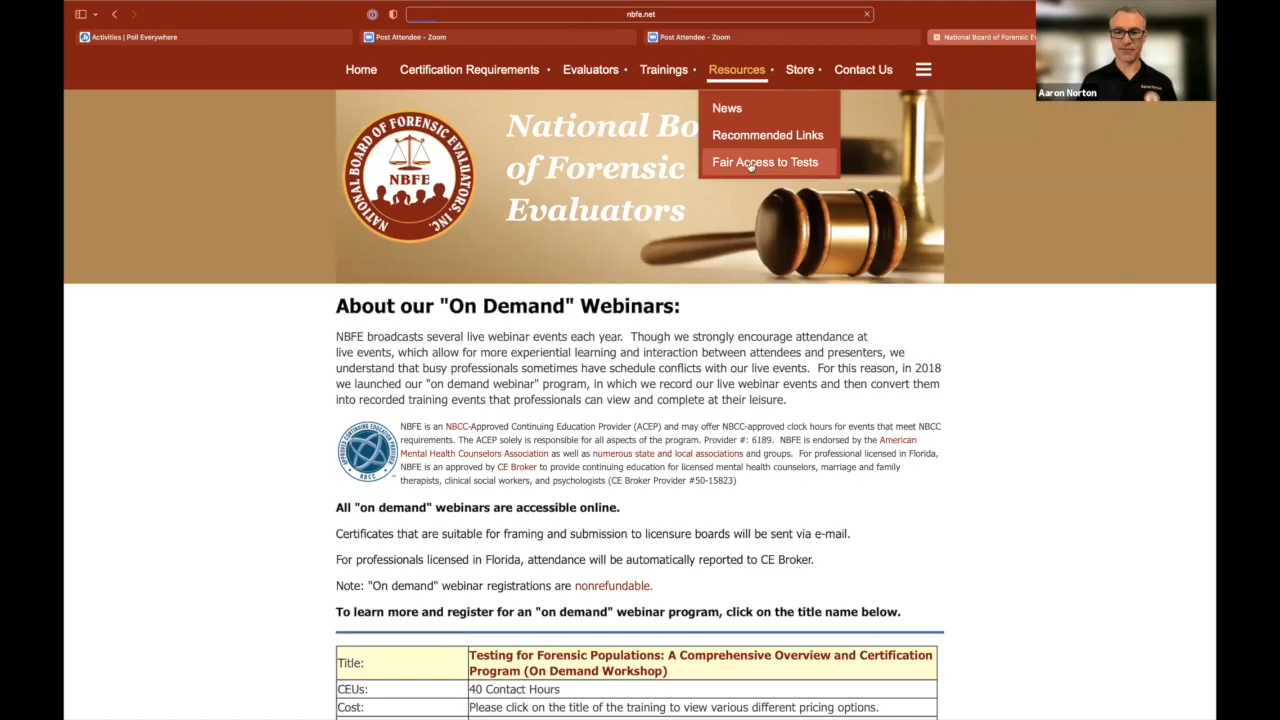 nbfe.net
Activities | Poll Everywhere
Post Attendee - Zoom
Post Attendee - Zoom
National Board of Forensic Ev
Aaron Norton
Home
Certification Requirements
Evaluators
Trainings
Resources
Store
Contact Us
News
Recommended Links
Fair Access to Tests
NATIONAL BOARD OF FORENSIC EVALUATORS, INC.
NBFE
National Bo
of Forensic
Evaluators
About our "On Demand" Webinars:
NBFE broadcasts several live webinar events each year. Though we strongly encourage attendance at
live events, which allow for more experiential learning and interaction between attendees and presenters, we
understand that busy professionals sometimes have schedule conflicts with our live events. For this reason, in 2018
we launched our "on demand webinar" program, in which we record our live webinar events and then convert them
into recorded training events that professionals can view and complete at their leisure.
APPROVED CONTINUING EDUCATION PROVIDER
NBCC
NBFE is an NBCC-Approved Continuing Education Provider (ACEP) and may offer NBCC-approved clock hours for events that meet NBCC
requirements. The ACEP solely is responsible for all aspects of the program. Provider #: 6189. NBFE is endorsed by the American
Mental Health Counselors Association as well as numerous state and local associations and groups. For professional licensed in Florida,
NBFE is an approved by CE Broker to provide continuing education for licensed mental health counselors, marriage and family
therapists, clinical social workers, and psychologists (CE Broker Provider #50-15823)
All "on demand" webinars are accessible online.
Certificates that are suitable for framing and submission to licensure boards will be sent via e-mail.
For professionals licensed in Florida, attendance will be automatically reported to CE Broker.
Note: "On demand" webinar registrations are nonrefundable.
To learn more and register for an "on demand" webinar program, click on the title name below.
Title:
Testing for Forensic Populations: A Comprehensive Overview and Certification
Program (On Demand Workshop)
CEUs:
40 Contact Hours
Cost:
Please click on the title of the training to view various different pricing options.